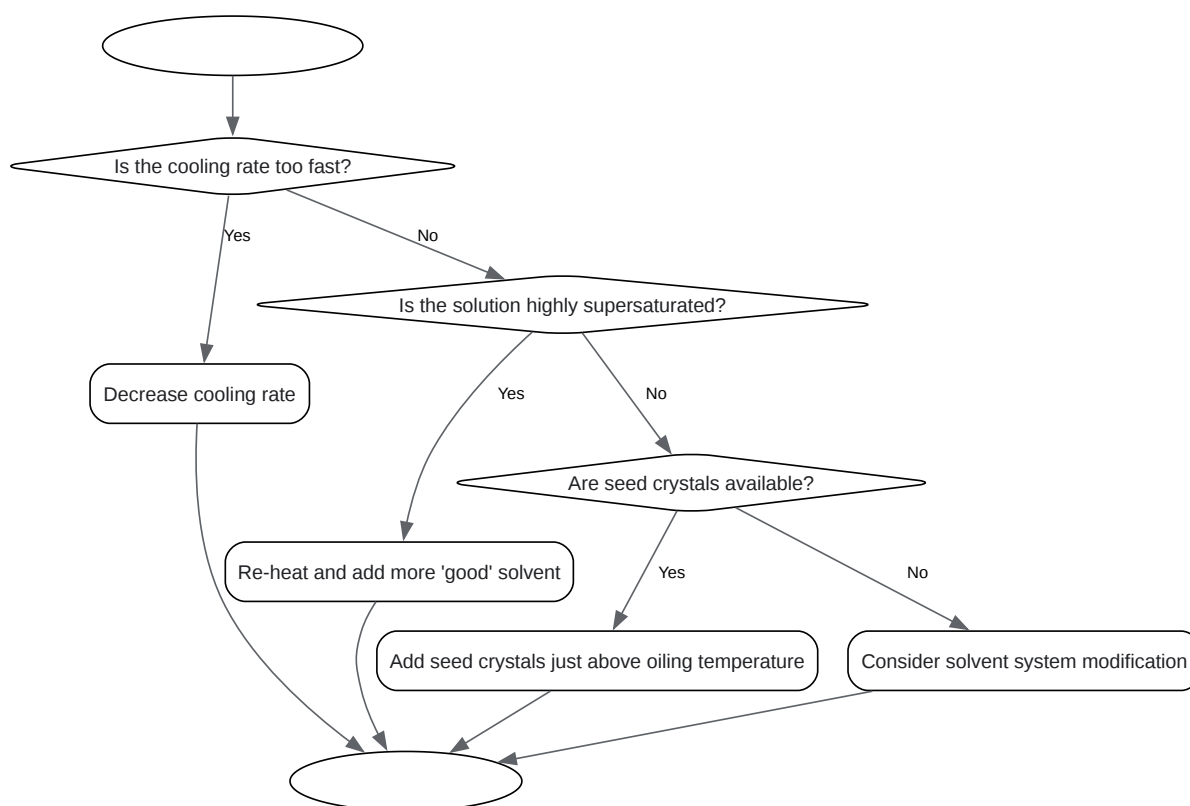 Is the cooling rate too fast?
Yes
No
Is the solution highly supersaturated?
Decrease cooling rate
Yes
No
Are seed crystals available?
Re-heat and add more 'good' solvent
Yes
No
Add seed crystals just above oiling temperature
Consider solvent system modification